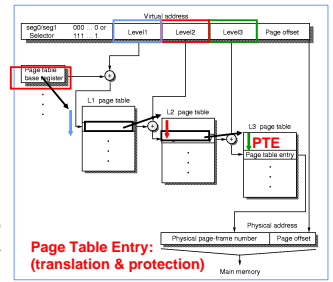 Virtual address
seg0/seg1 Selector
000 … 0 or 111 … 1
Level1
Level2
Level3
Page offset
Page table base register
L1 page table
L2 page table
L3 page table
PTE
Page table entry
Physical address
Physical page-frame number
Page offset
Main memory
Page Table Entry:
(translation & protection)